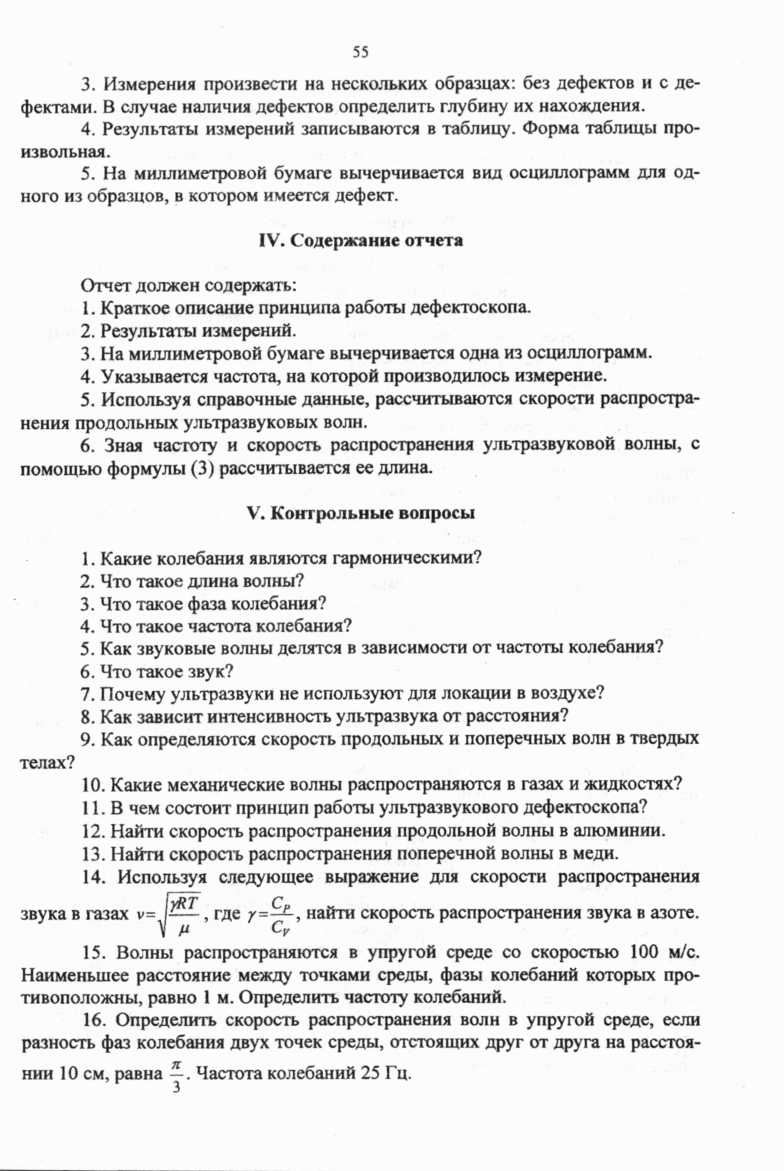 55
3. Измерения произвести на нескольких образцах: без дефектов и с де-
фектами. В случае наличия дефектов определить глубину их нахождения.
4. Результаты измерений записываются в таблицу. Форма таблицы про-
извольная.
5. На миллиметровой бумаге вычерчивается вид осциллограмм для од-
ного из образцов, в котором имеется дефект.
IV. Содержание отчета
Отчет должен содержать:
1. Краткое описание принципа работы дефектоскопа.
2. Результаты измерений.
3. На миллиметровой бумаге вычерчивается одна из осциллограмм.
4. Указывается частота, на которой производилось измерение.
5. Используя справочные данные, рассчитываются скорости распростра-
нения продольных ультразвуковых волн.
6. Зная частоту и скорость распространения ультразвуковой волны, с
помощью формулы (3) рассчитывается ее длина.
V. Контрольные вопросы
1. Какие колебания являются гармоническими?
2. Что такое длина волны?
3. Что такое фаза колебания?
4. Что такое частота колебания?
5. Как звуковые волны делятся в зависимости от частоты колебания?
6. Что такое звук?
7. Почему ультразвуки не используют для локации в воздухе?
8. Как зависит интенсивность ультразвука от расстояния?
9. Как определяются скорость продольных и поперечных волн в твердых
телах?
10. Какие механические волны распространяются в газах и жидкостях?
11. В чем состоит принцип работы ультразвукового дефектоскопа?
12. Найти скорость распространения продольной волны в алюминии.
13. Найти скорость распространения поперечной волны в меди.
14. Используя следующее выражение для скорости распространения
звука в газах v=√(γRT/μ), где γ=C_P/C_V, найти скорость распространения звука в азоте.
15. Волны распространяются в упругой среде со скоростью 100 м/с.
Наименьшее расстояние между точками среды, фазы колебаний которых про-
тивоположны, равно 1 м. Определить частоту колебаний.
16. Определить скорость распространения волн в упругой среде, если
разность фаз колебания двух точек среды, отстоящих друг от друга на расстоя-
нии 10 см, равна π/3. Частота колебаний 25 Гц.